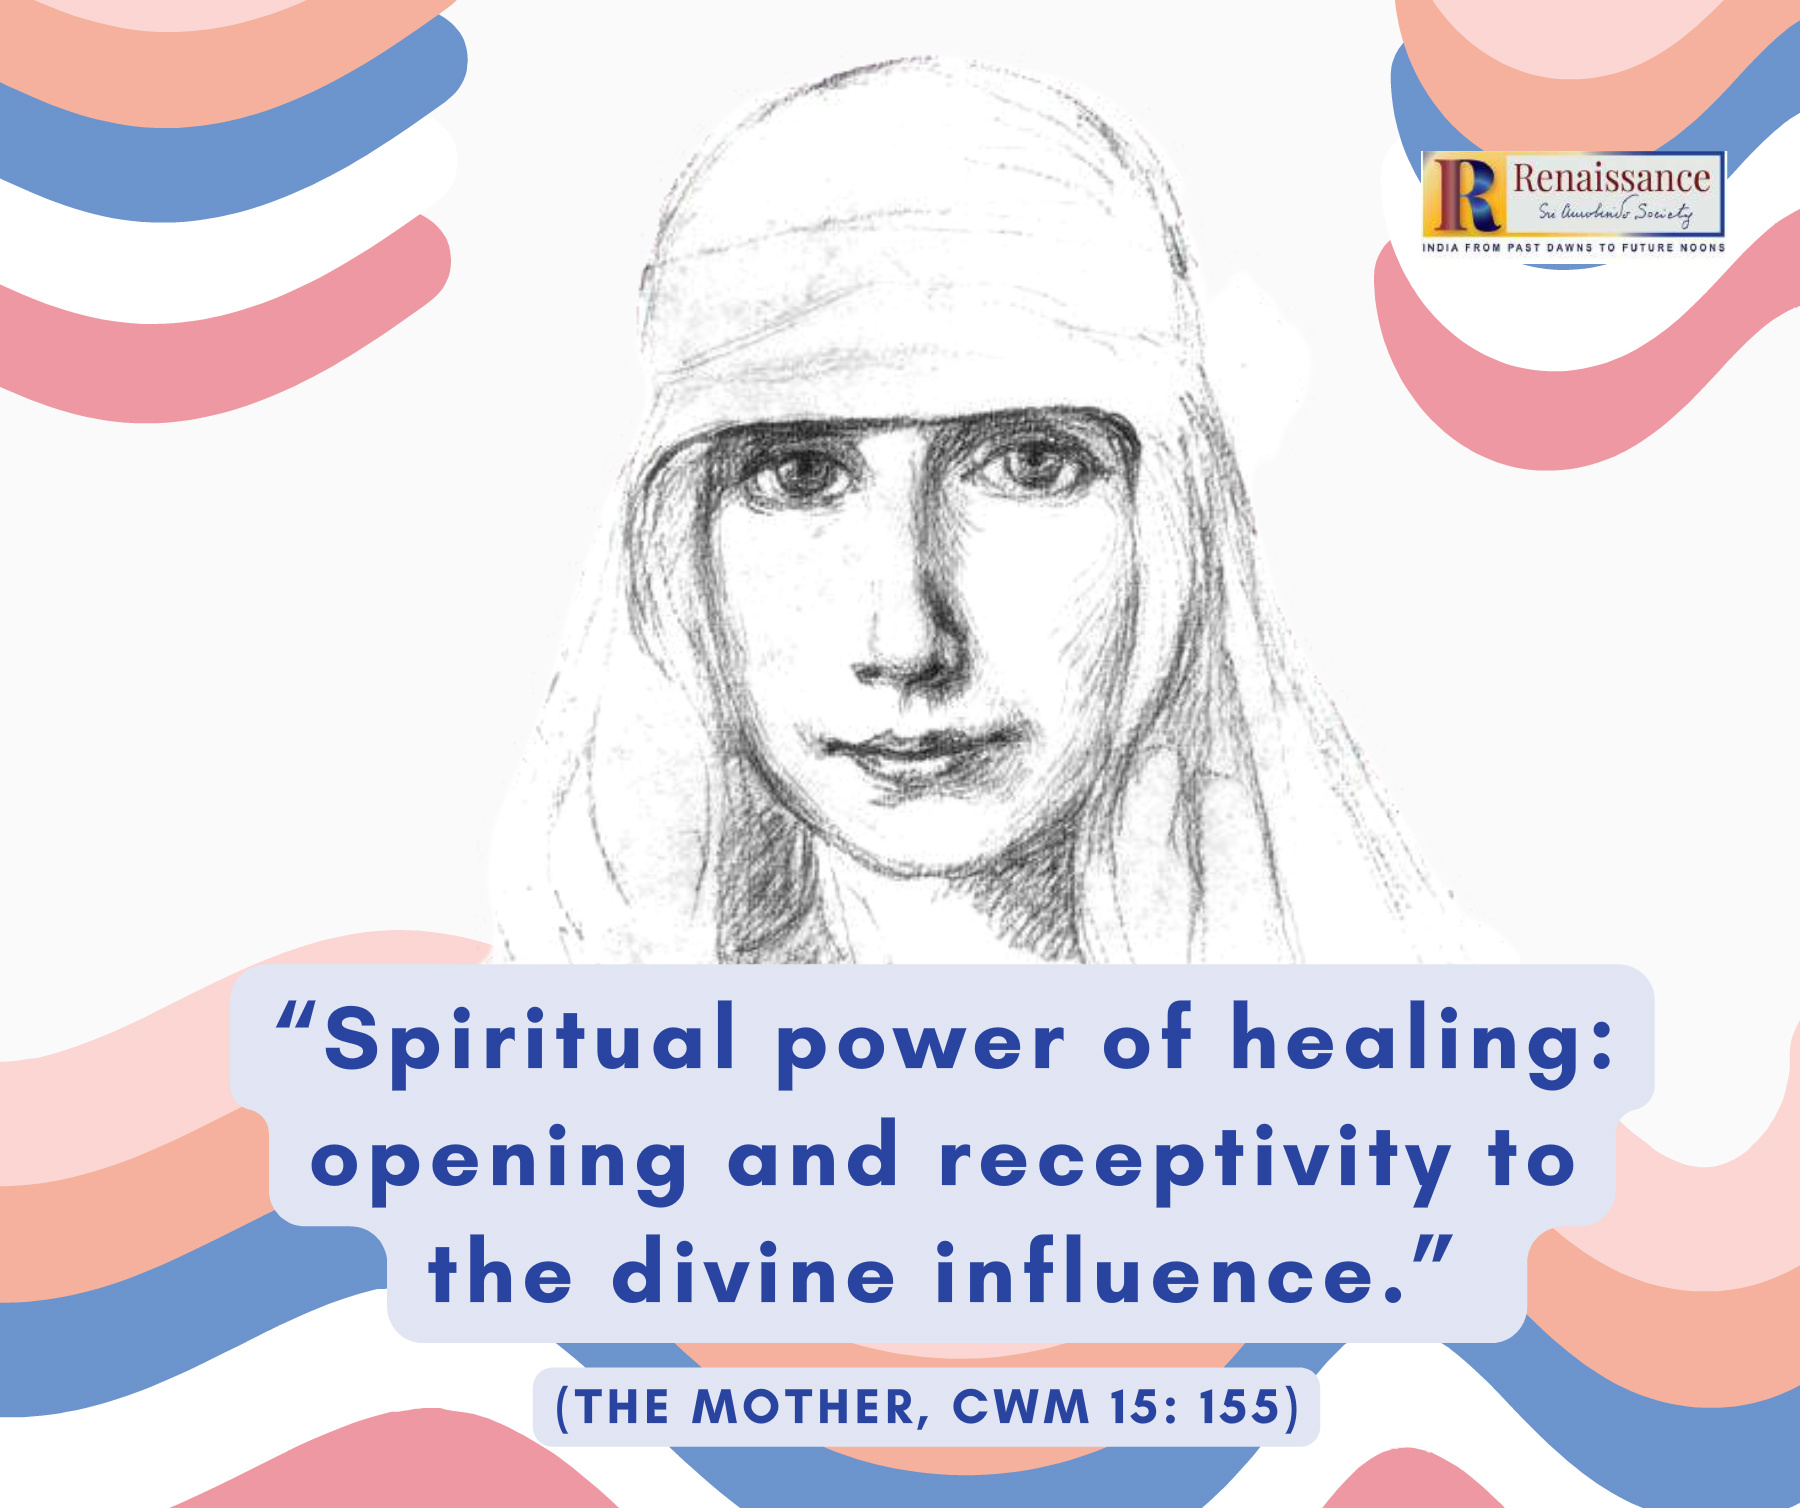 R Renaissance
Sri Aurobindo Society
INDIA FROM PAST DAWNS TO FUTURE NOONS
“Spiritual power of healing:
opening and receptivity to
the divine influence.”
(THE MOTHER, CWM 15: 155)